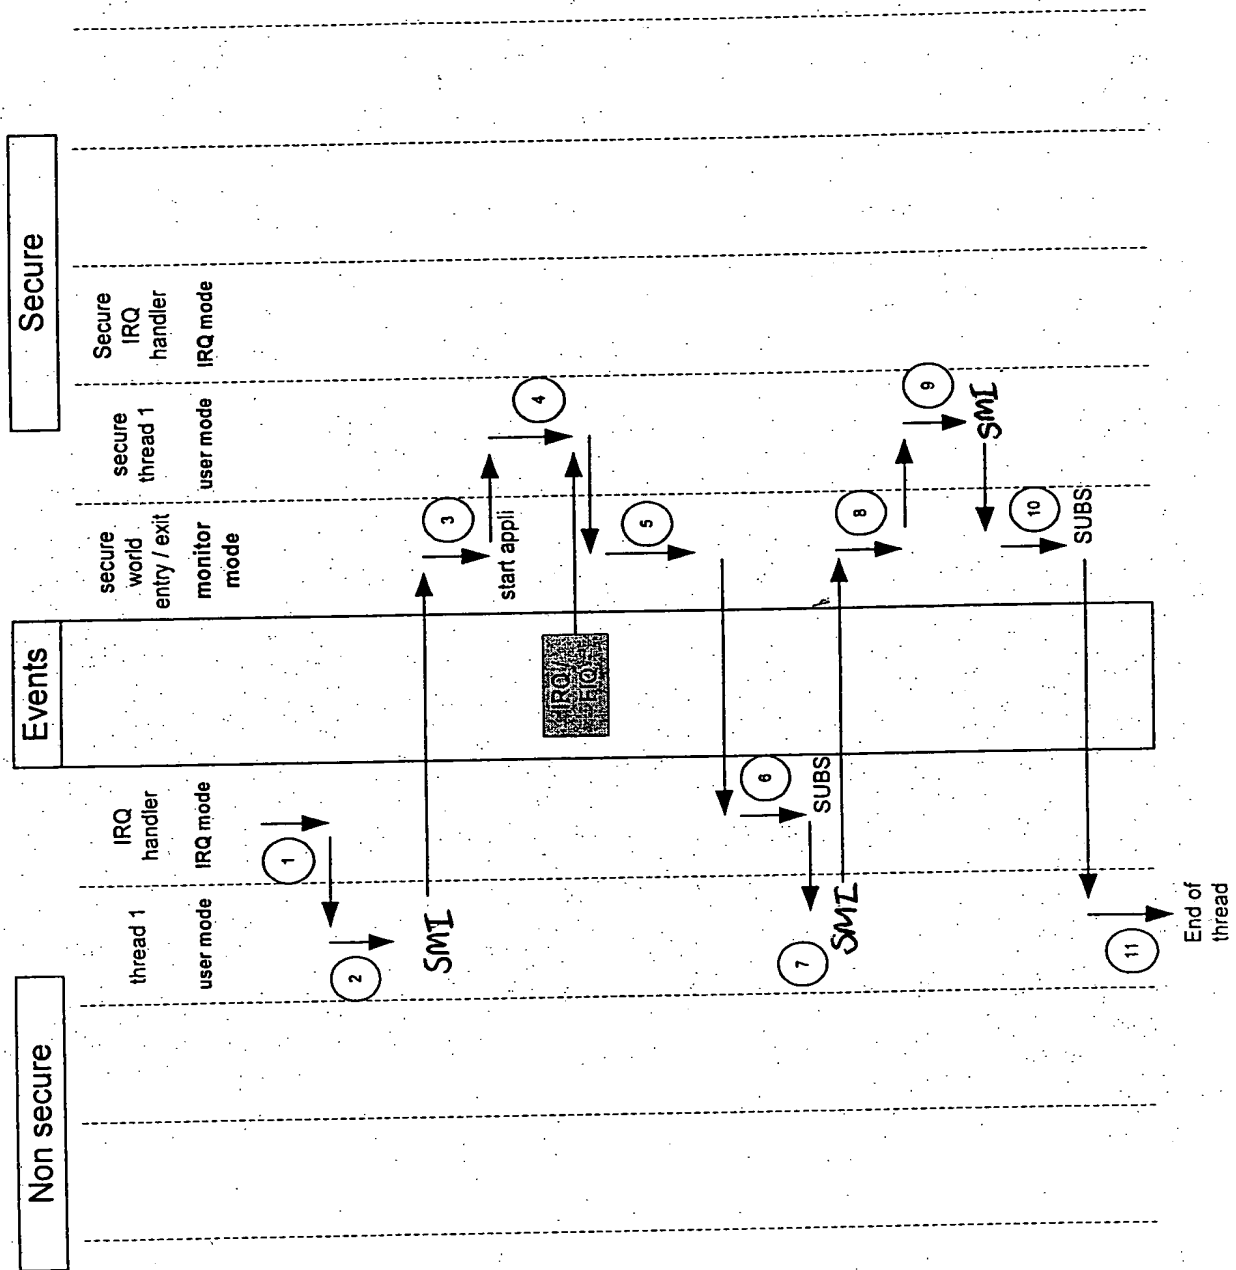 Non secure
Events
Secure
thread 1
user mode
IRQ
handler
IRQ mode
secure
world
entry / exit
monitor
mode
secure
thread 1
user mode
Secure
IRQ
handler
IRQ mode
1
2
SMI
3
start appli
4
IRQ /
FIQ
5
6
SUBS
7
SMI
8
9
SMI
10
SUBS
11
End of
thread